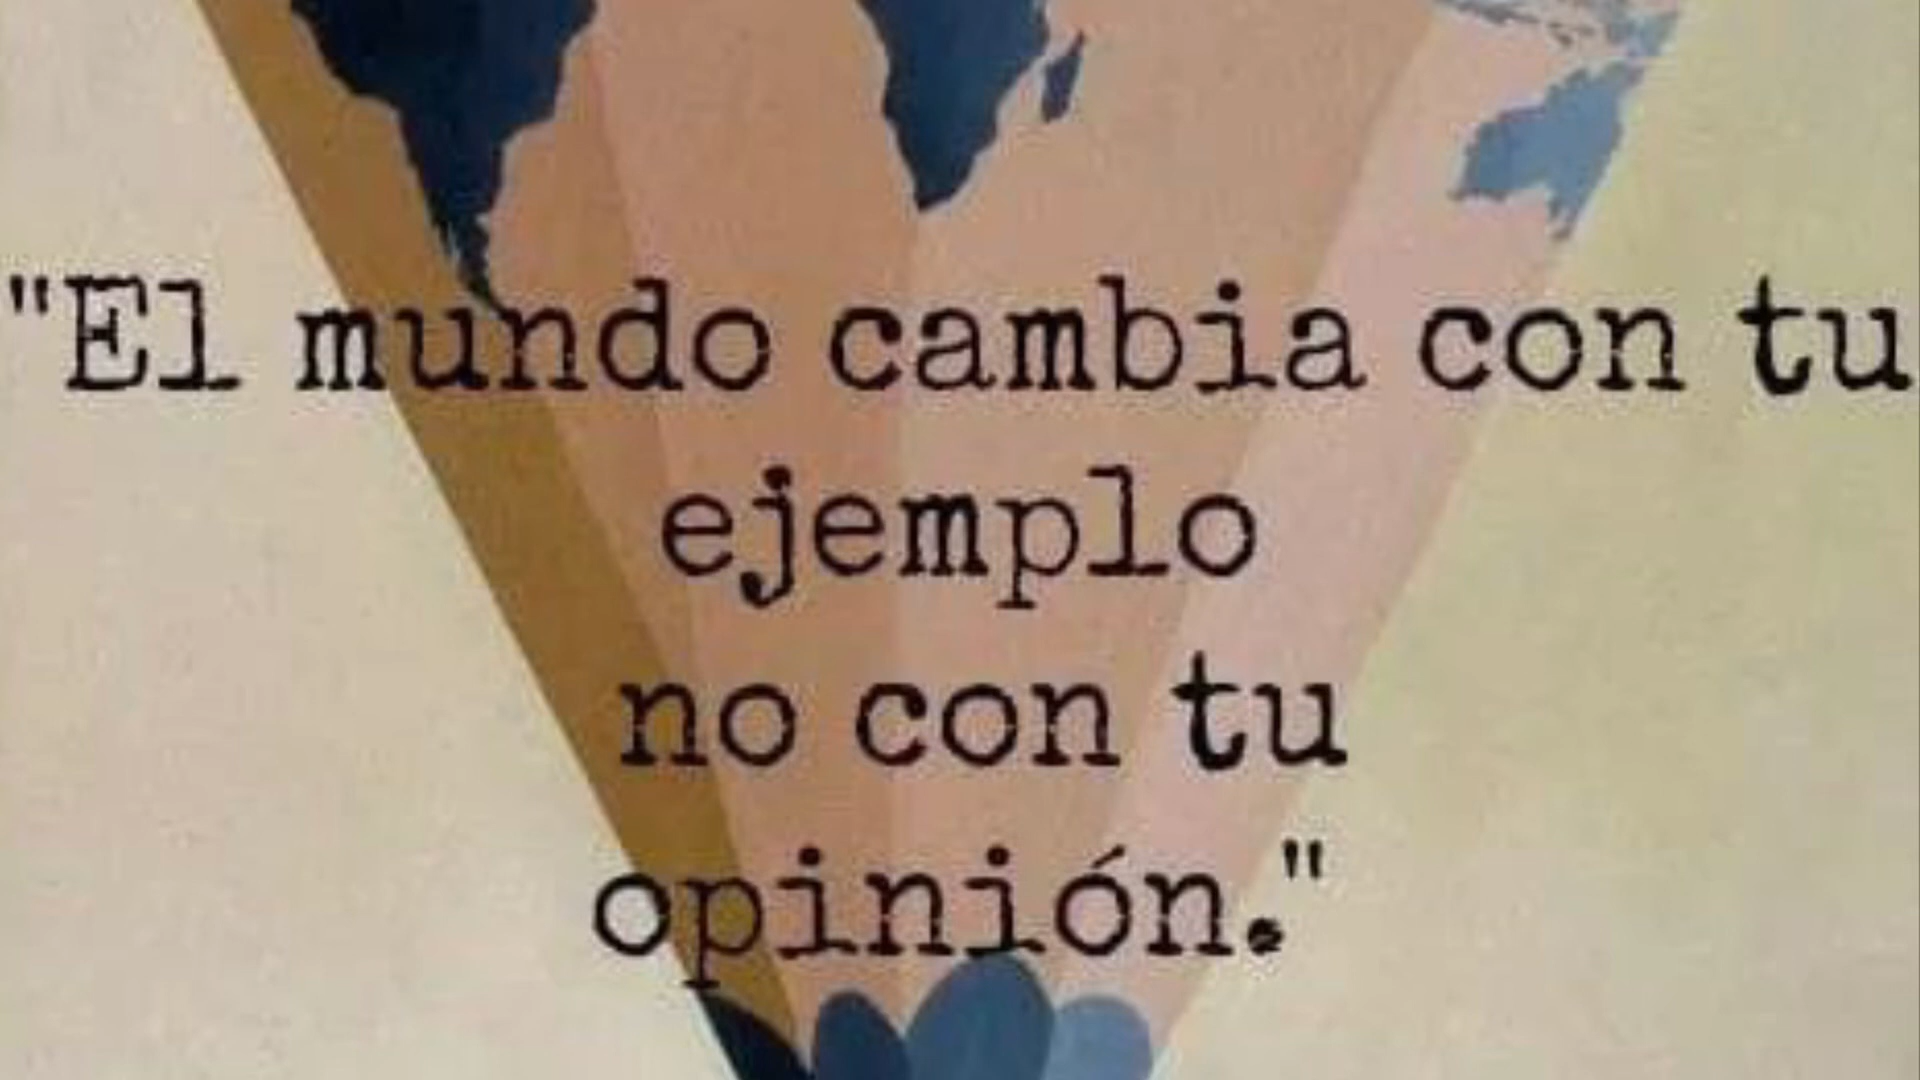 "El mundo cambia con tu
ejemplo
no con tu
opinión."